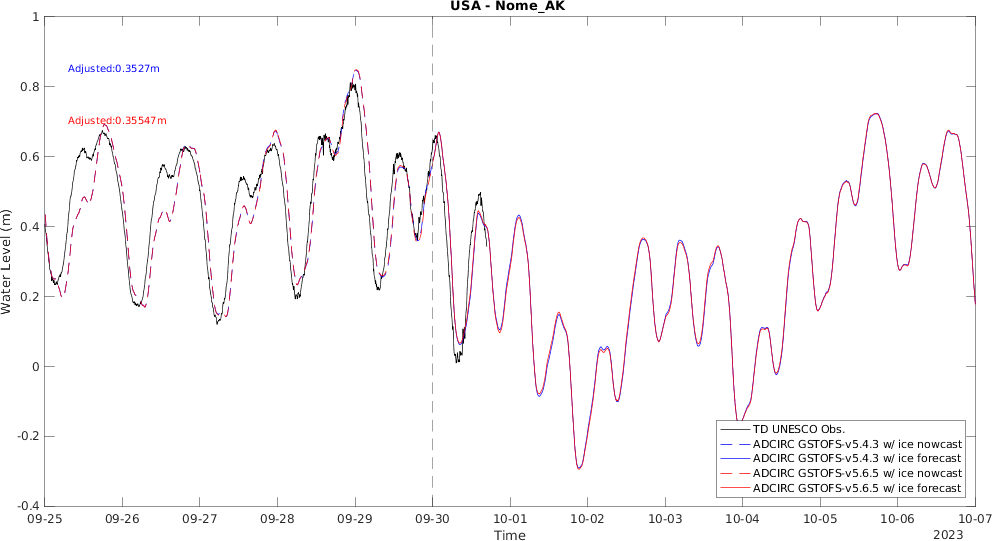 USA - Nome_AK
Adjusted:0.3527m
Adjusted:0.35547m
Water Level (m)
1
0.8
0.6
0.4
0.2
0
-0.2
-0.4
TD UNESCO Obs.
ADCIRC GSTOFS-v5.4.3 w/ ice nowcast
ADCIRC GSTOFS-v5.4.3 w/ ice forecast
ADCIRC GSTOFS-v5.6.5 w/ ice nowcast
ADCIRC GSTOFS-v5.6.5 w/ ice forecast
09-25 09-26 09-27 09-28 09-29 09-30 10-01 10-02 10-03 10-04 10-05 10-06 10-07
Time
2023